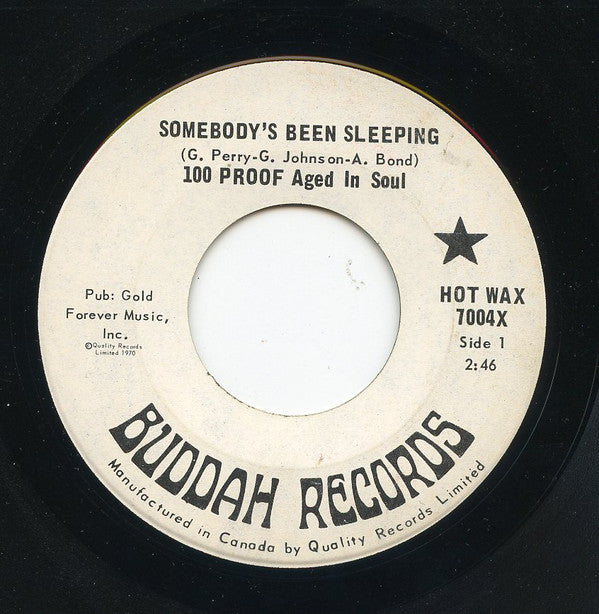 SOMEBODY'S BEEN SLEEPING
(G. Perry-G. Johnson-A. Bond)
100 PROOF Aged In Soul
Pub: Gold
Forever Music,
Inc.
©Quality Records
Limited 1970
HOT WAX
7004X
Side 1
2:46
BUDDAH RECORDS
Manufactured in Canada by Quality Records Limited